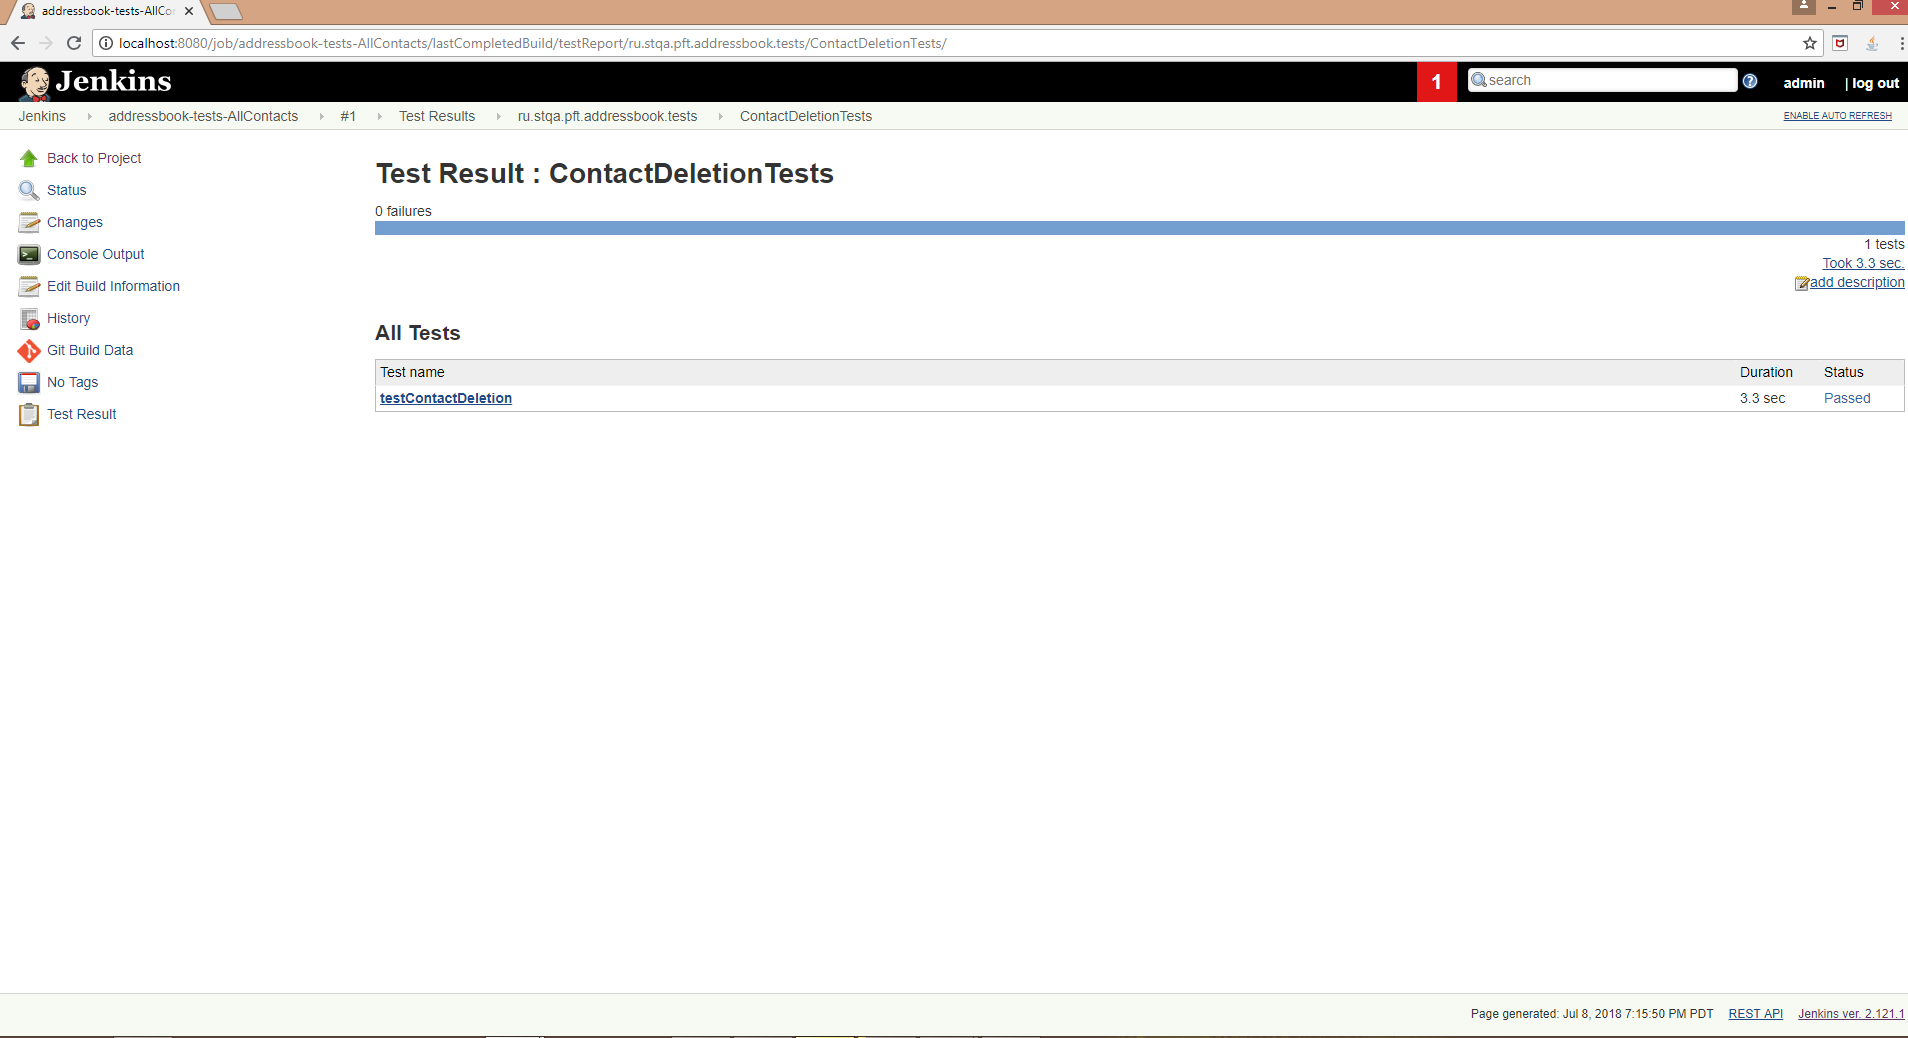 addressbook-tests-AllCo
localhost:8080/job/addressbook-tests-AllContacts/lastCompletedBuild/testReport/ru.stqa.pft.addressbook.tests/ContactDeletionTests/
Jenkins
1
search
admin
| log out
Jenkins
addressbook-tests-AllContacts
#1
Test Results
ru.stqa.pft.addressbook.tests
ContactDeletionTests
ENABLE AUTO REFRESH
Back to Project
Status
Changes
Console Output
Edit Build Information
History
Git Build Data
No Tags
Test Result
Test Result : ContactDeletionTests
0 failures
1 tests
Took 3.3 sec.
add description
All Tests
Test name Duration Status
testContactDeletion 3.3 sec Passed
Page generated: Jul 8, 2018 7:15:50 PM PDT REST API Jenkins ver. 2.121.1